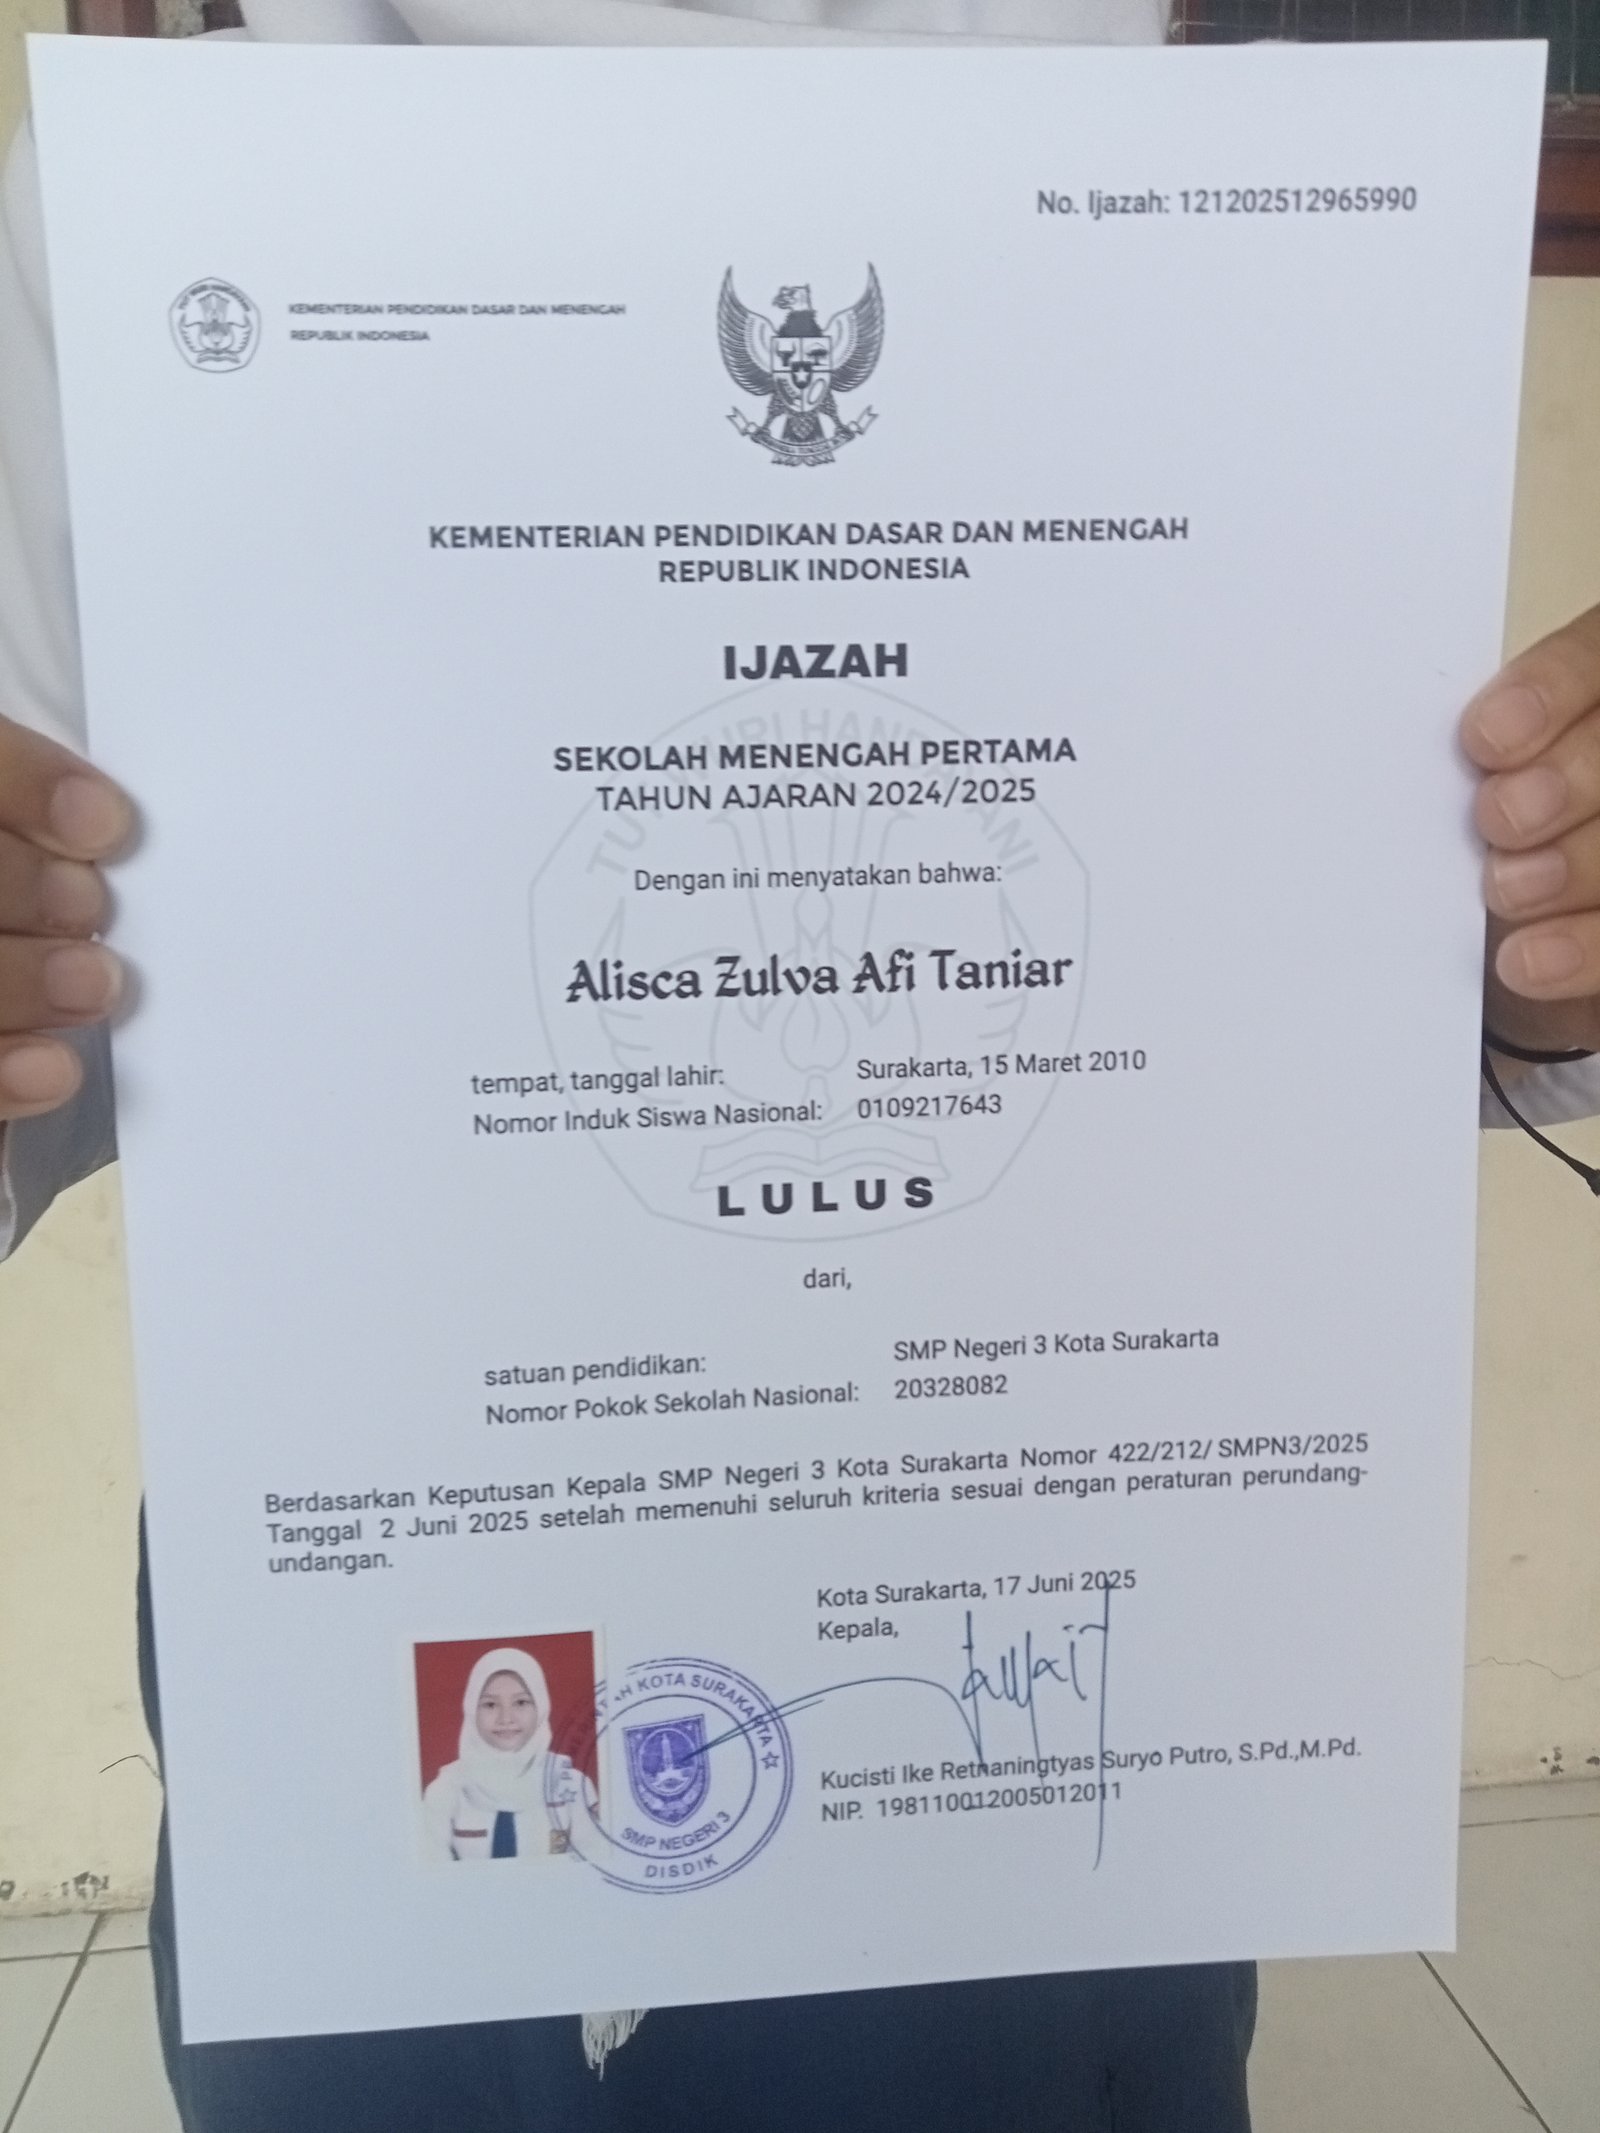 No. Ijazah: 121202512965990
KEMENTERIAN PENDIDIKAN DASAR DAN MENENGAH
REPUBLIK INDONESIA
KEMENTERIAN PENDIDIKAN DASAR DAN MENENGAH
REPUBLIK INDONESIA
IJAZAH
TUT WURI HANDAYANI
SEKOLAH MENENGAH PERTAMA
TAHUN AJARAN 2024/2025
Dengan ini menyatakan bahwa:
Alisca Zulva Afi Taniar
tempat, tanggal lahir: Surakarta, 15 Maret 2010
Nomor Induk Siswa Nasional: 0109217643
LULUS
dari,
satuan pendidikan: SMP Negeri 3 Kota Surakarta
Nomor Pokok Sekolah Nasional: 20328082
Berdasarkan Keputusan Kepala SMP Negeri 3 Kota Surakarta Nomor 422/212/ SMPN3/2025
Tanggal 2 Juni 2025 setelah memenuhi seluruh kriteria sesuai dengan peraturan perundang-
undangan.
Kota Surakarta, 17 Juni 2025
Kepala,
KOTA SURAKARTA
SMP NEGERI 3
DISDIK
Kucisti Ike Retnaningtyas Suryo Putro, S.Pd.,M.Pd.
NIP. 198110012005012011